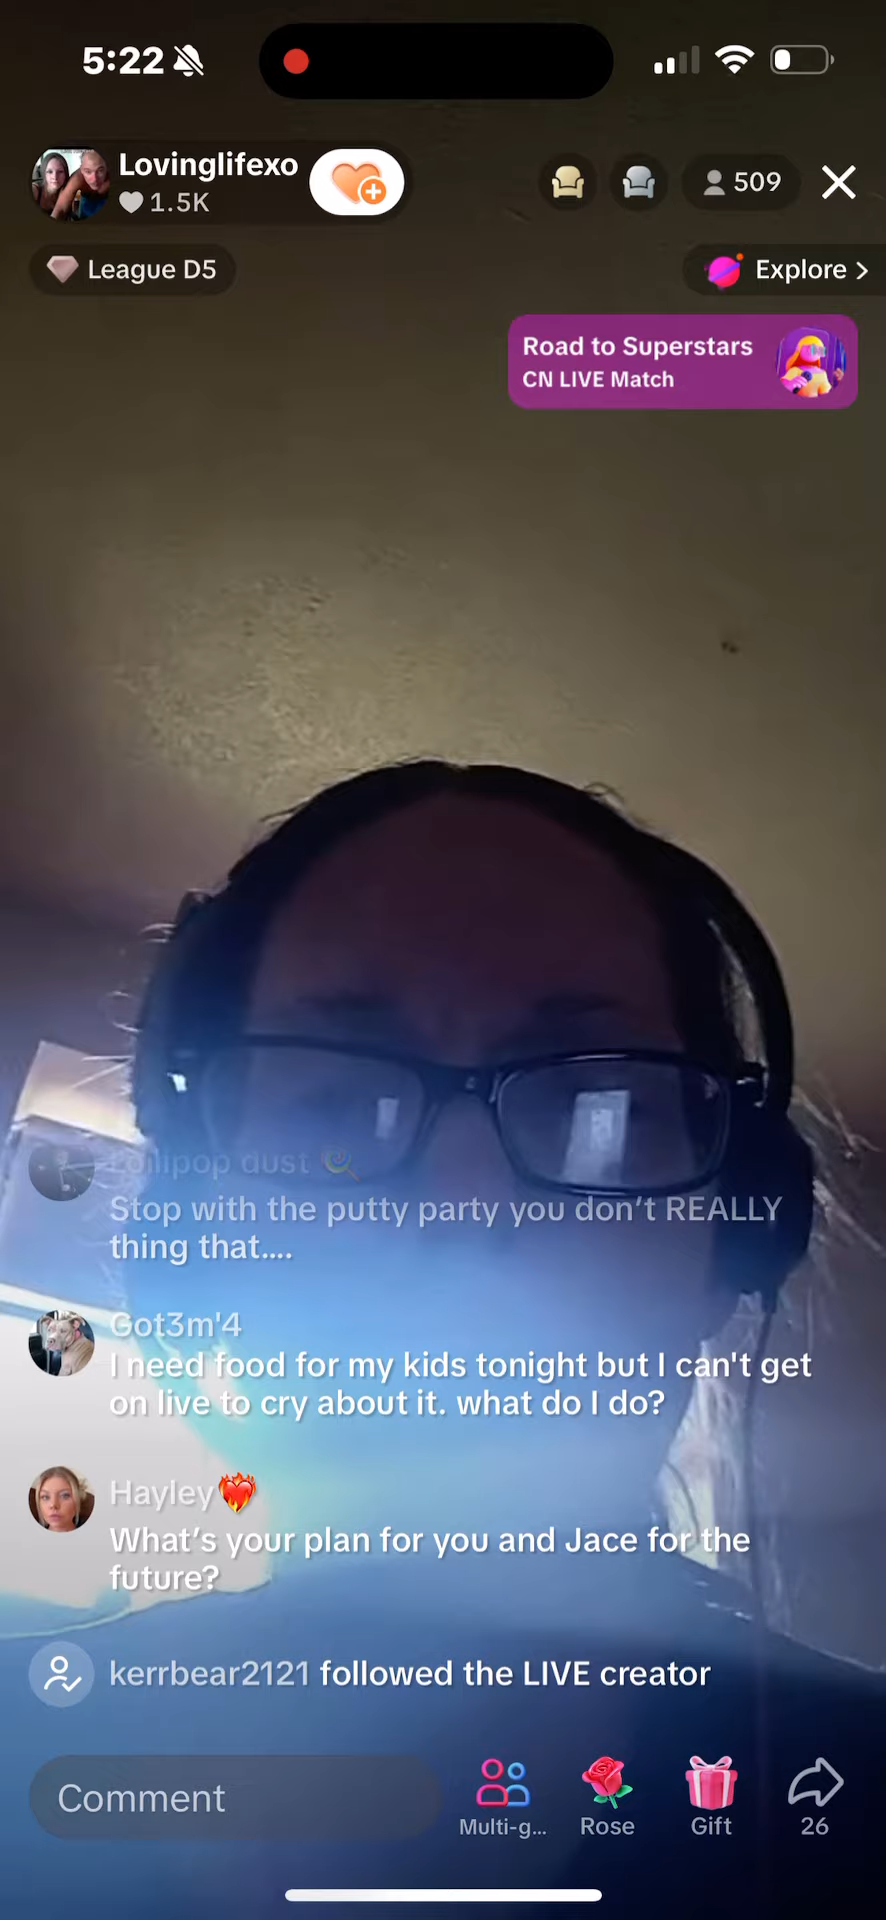 5:22
Lovinglifexo
1.5K
509
League D5
Explore >
Road to Superstars
CN LIVE Match
Lollipop dust 🍭
Stop with the putty party you don't REALLY
thing that....
Got3m'4
I need food for my kids tonight but I can't get
on live to cry about it. what do I do?
Hayley❤️‍🔥
What's your plan for you and Jace for the
future?
kerrbear2121 followed the LIVE creator
Comment
Multi-g...
Rose
Gift
26